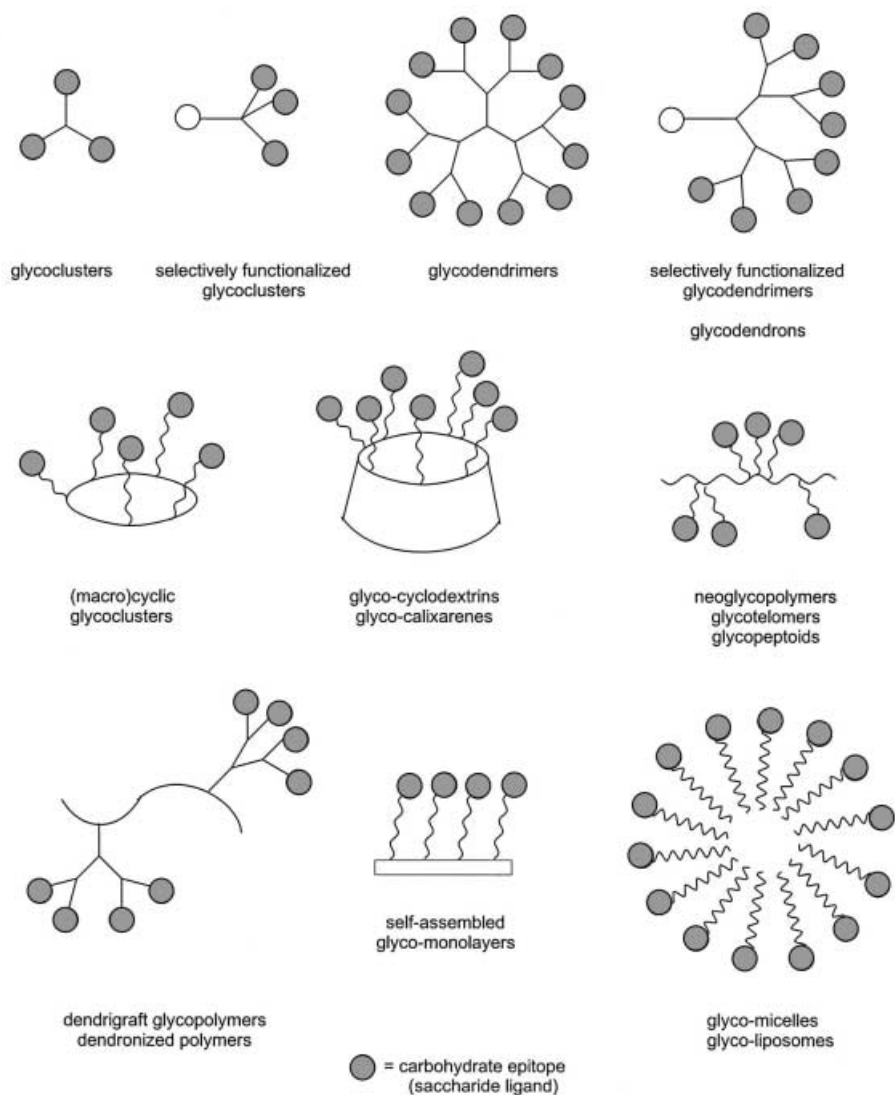 glycoclusters
selectively functionalized
glycoclusters
glycodendrimers
selectively functionalized
glycodendrimers
glycodendrons
(macro)cyclic
glycoclusters
glyco-cyclodextrins
glyco-calixarenes
neoglycopolymers
glycotelomers
glycopeptoids
self-assembled
glyco-monolayers
dendrigraft glycopolymers
dendronized polymers
glyco-micelles
glyco-liposomes
= carbohydrate epitope
(saccharide ligand)